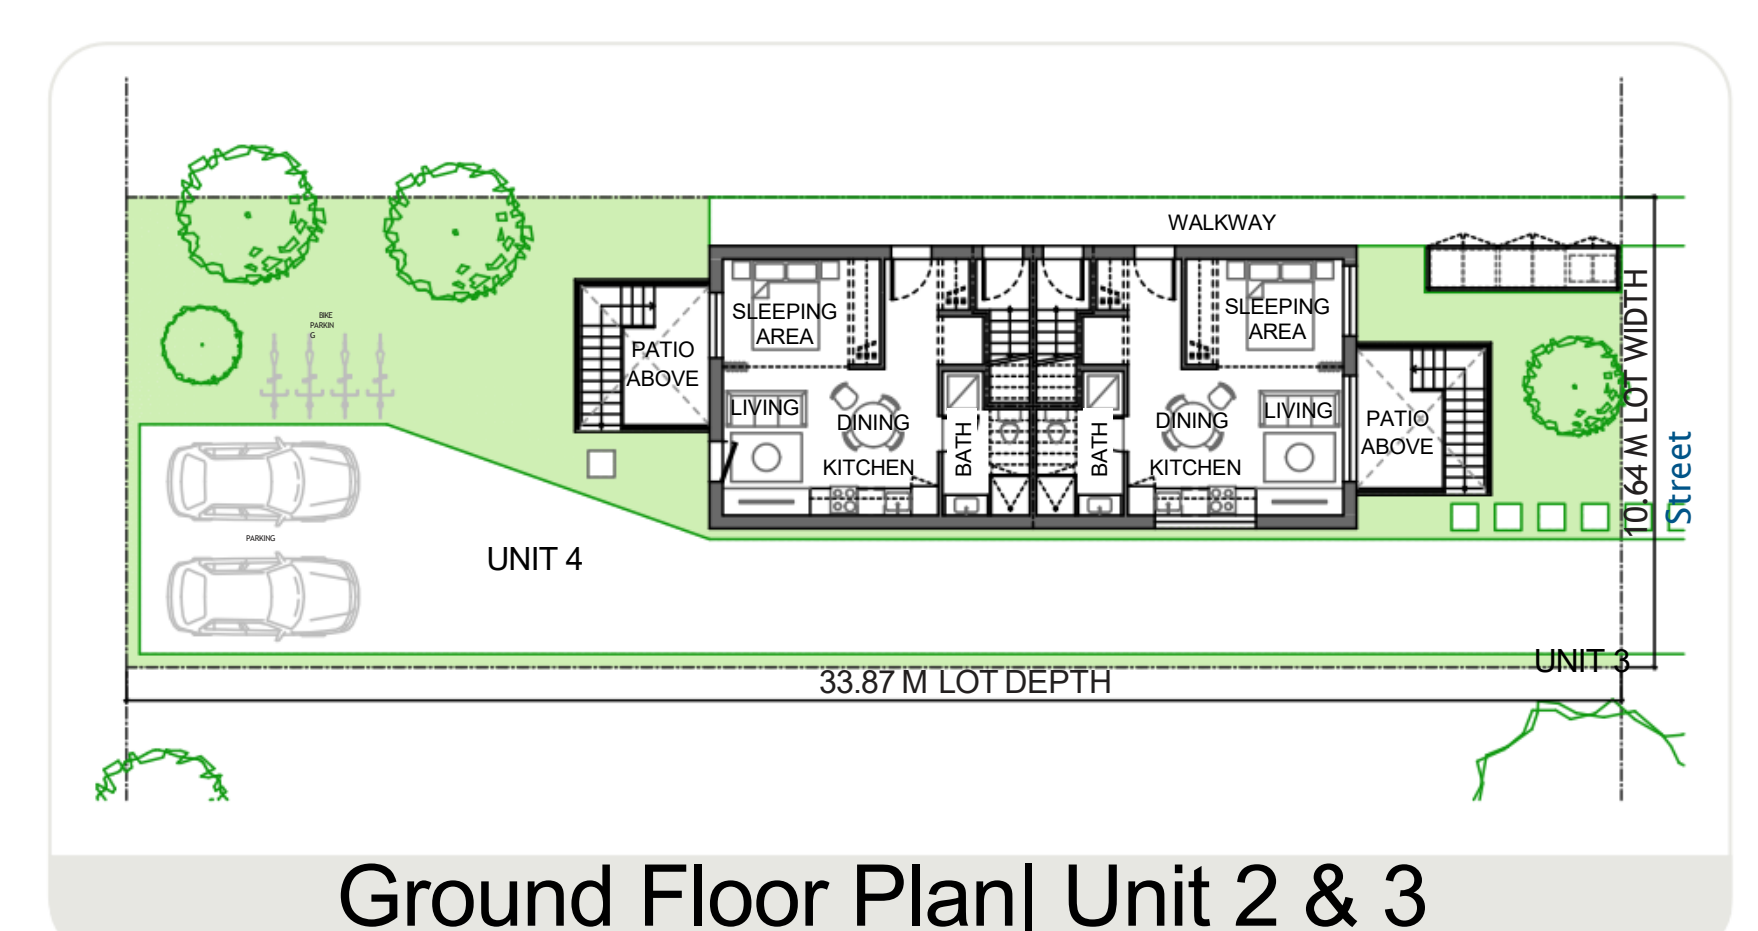 WALKWAY
SLEEPING
AREA
SLEEPING
AREA
BIKE
PARKIN
G
PATIO
ABOVE
LIVING
DINING
KITCHEN
BATH
BATH
DINING
KITCHEN
LIVING
PATIO
ABOVE
10.64 M LOT WIDTH
Street
PARKING
UNIT 4
UNIT 3
33.87 M LOT DEPTH
Ground Floor Plan| Unit 2 & 3